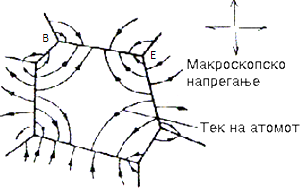 В
Е
Макроскопско
напрегање
Тек на атомот